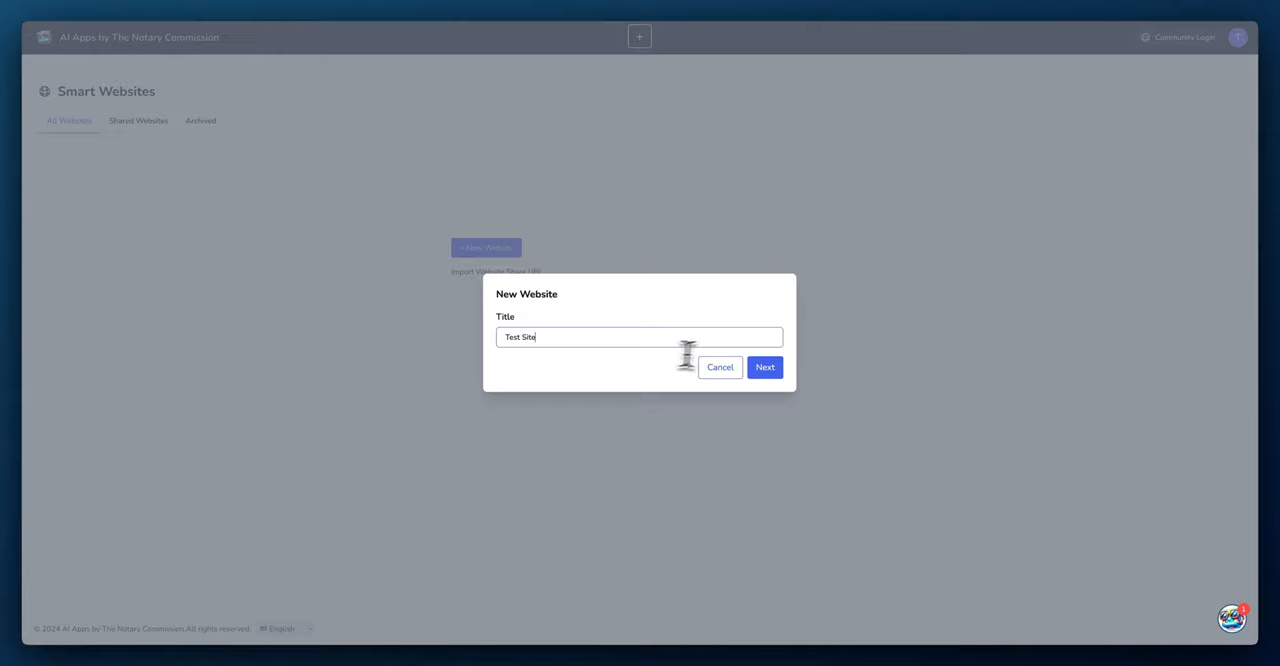 AI Apps by The Notary Commission
+
Community Login
T
Smart Websites
All Websites
Shared Websites
Archived
+ New Website
Import Website Share URL
New Website
Title
Test Site
Cancel
Next
1
© 2024 AI Apps by The Notary Commission.All rights reserved.
English